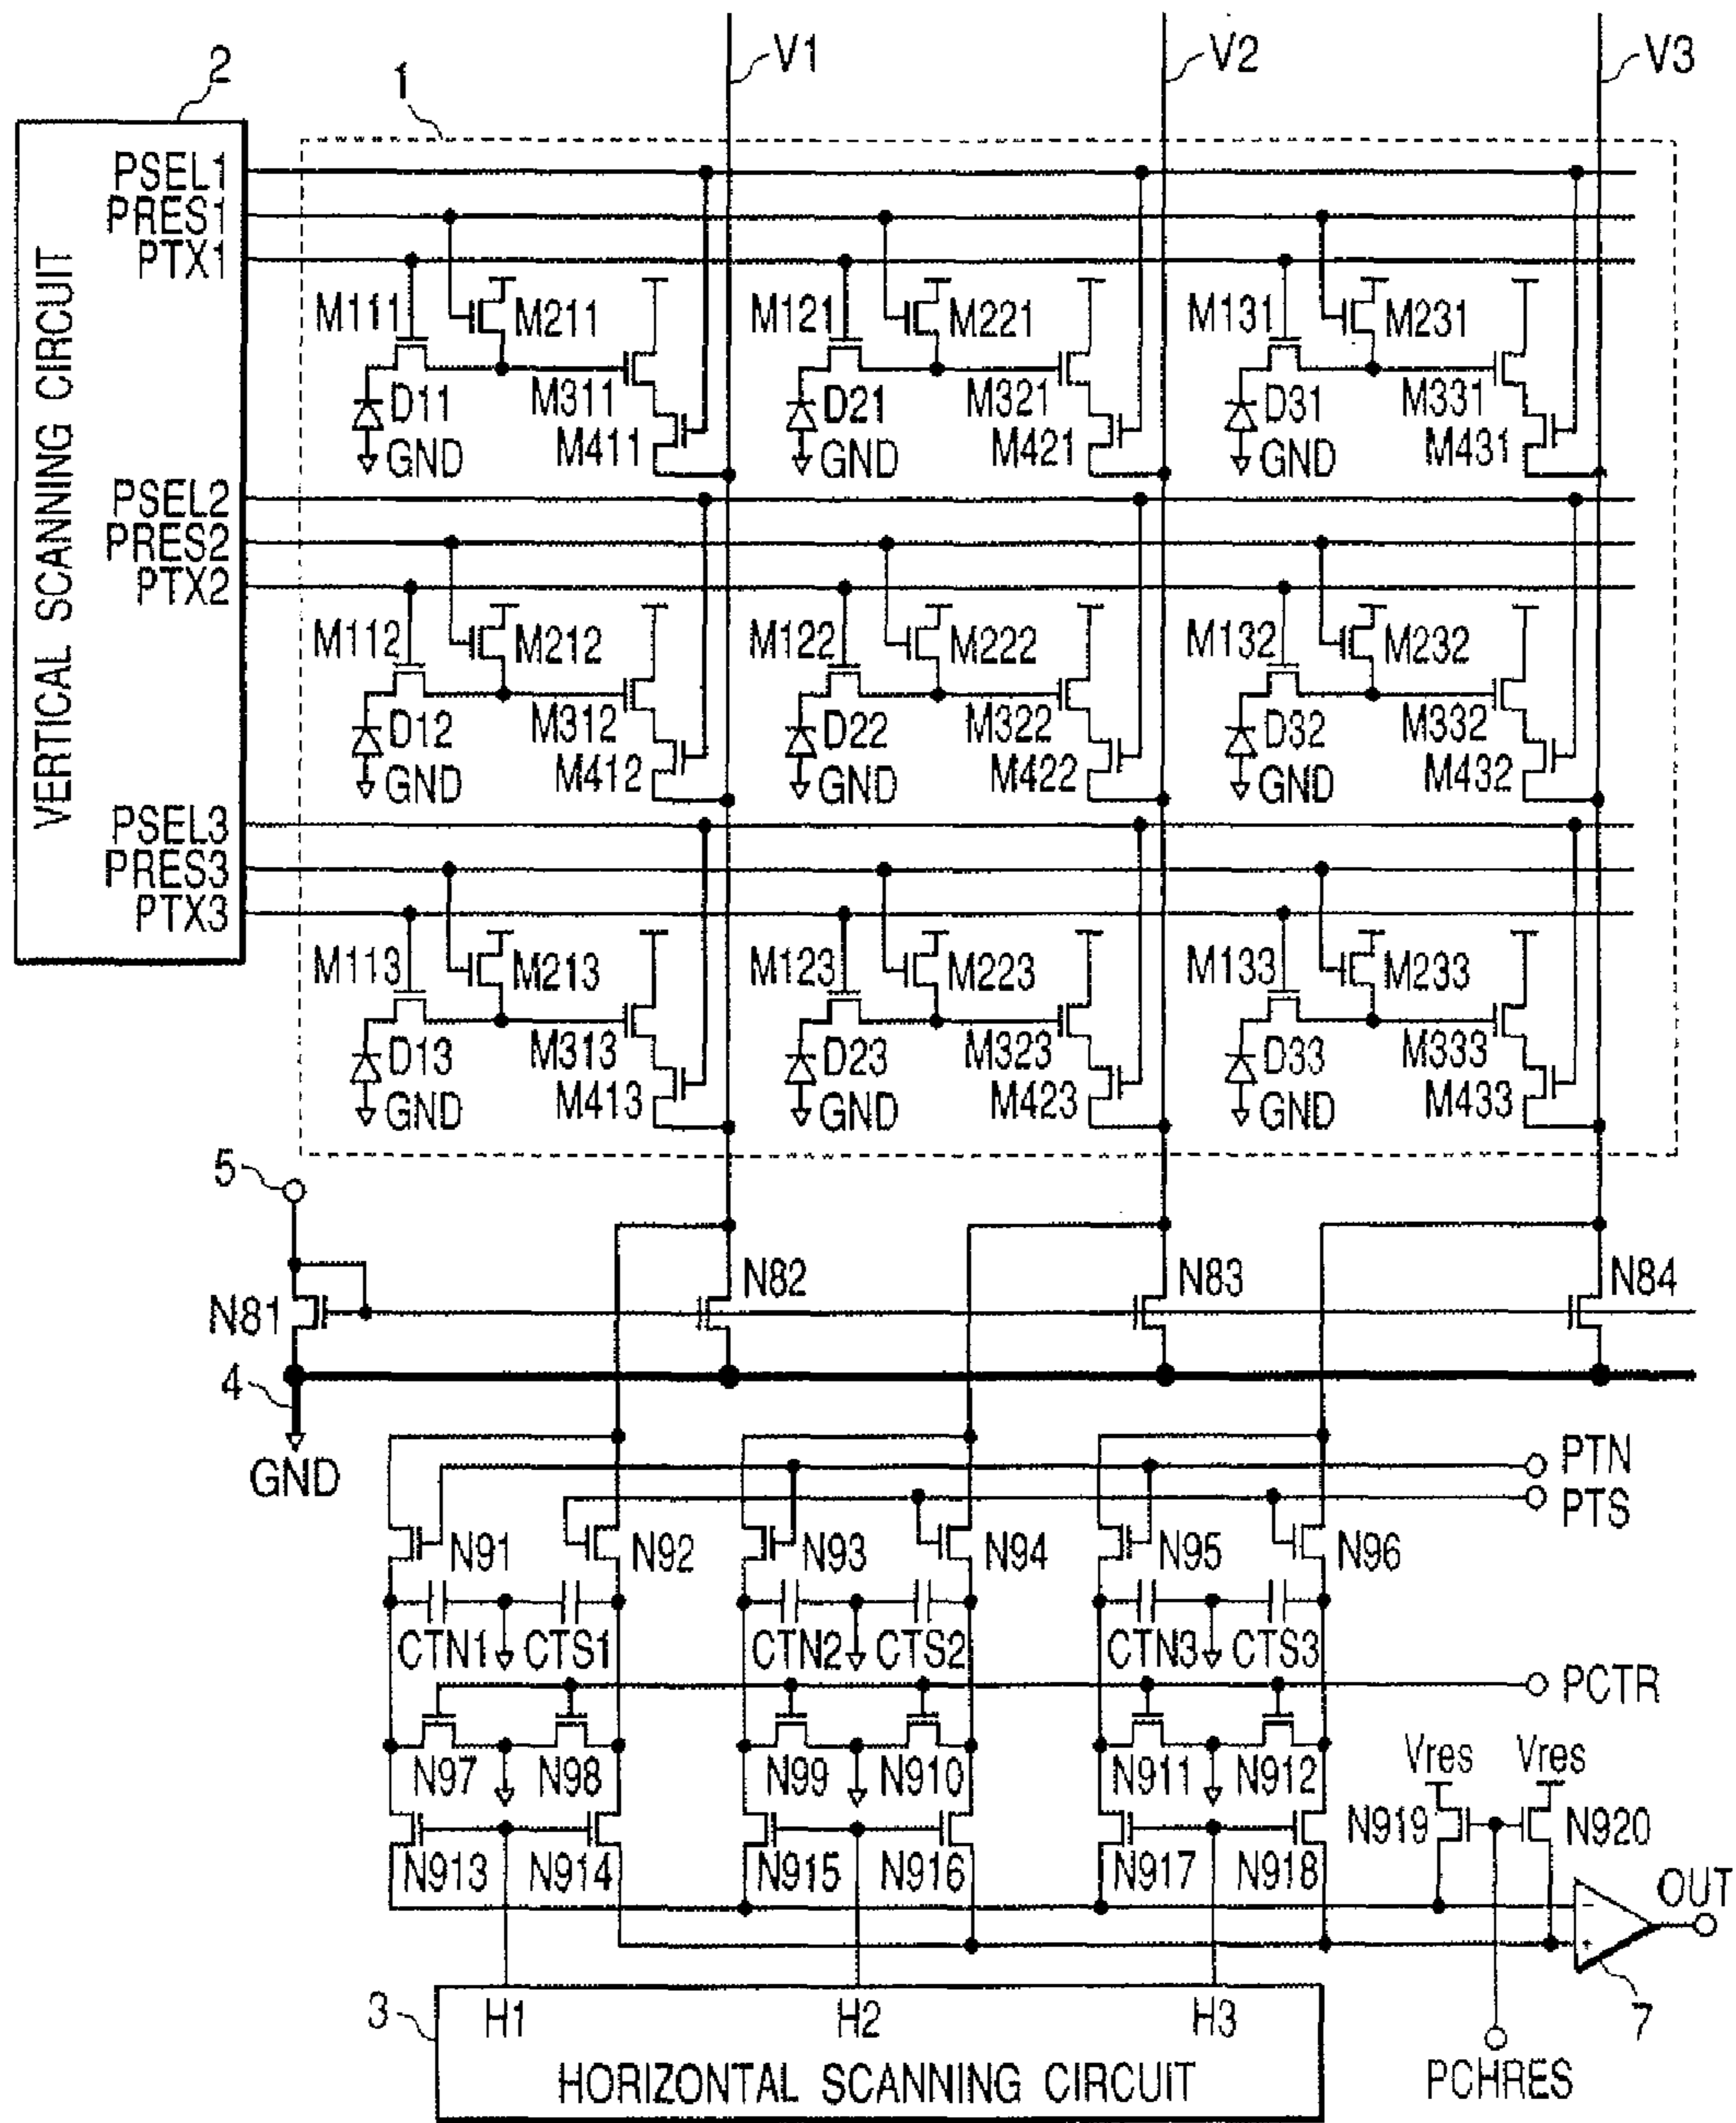 2
1
V1
V2
V3
VERTICAL SCANNING CIRCUIT
PSEL1
PRES1
PTX1
M111
M211
M121
M221
M131
M231
D11
M311
D21
M321
D31
M331
GND
M411
GND
M421
GND
M431
PSEL2
PRES2
PTX2
M112
M212
M122
M222
M132
M232
D12
M312
D22
M322
D32
M332
GND
M412
GND
M422
GND
M432
PSEL3
PRES3
PTX3
M113
M213
M123
M223
M133
M233
D13
M313
D23
M323
D33
M333
GND
M413
GND
M423
GND
M433
5
N81
N82
N83
N84
4
GND
PTN
PTS
N91
N92
N93
N94
N95
N96
CTN1
CTS1
CTN2
CTS2
CTN3
CTS3
PCTR
N97
N98
N99
N910
N911
N912
Vres
Vres
N919
N920
N913
N914
N915
N916
N917
N918
-
+
OUT
7
3
H1
H2
H3
HORIZONTAL SCANNING CIRCUIT
PCHRES